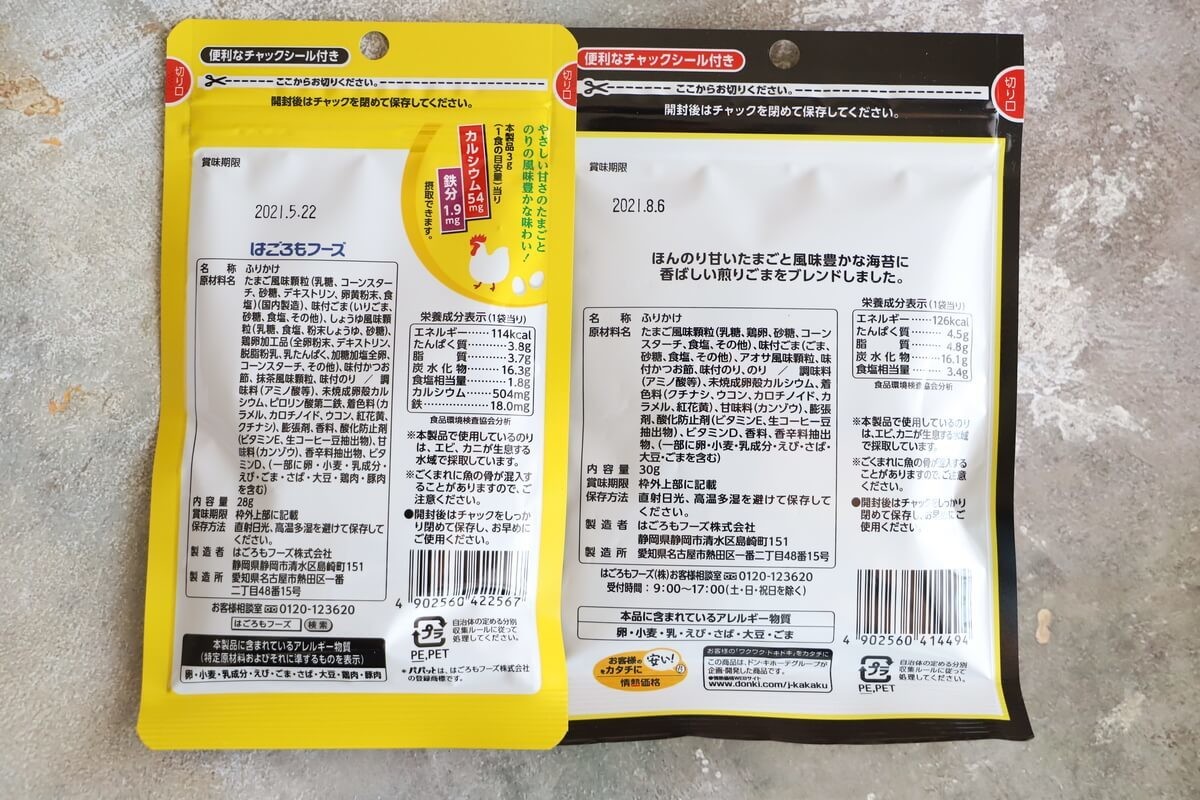 便利なチャックシール付き
切り口
切り口
ここからお切りください。
開封後はチャックを閉めて保存してください。
賞味期限
2021.5.22
やさしい甘さのたまごと
のりの風味豊かな味わい!
本製品3g
(1食の目安量)当り
カルシウム54mg
鉄分1.9mg
摂取できます。
はごろもフーズ
名称 ふりかけ
原材料名 たまご風味顆粒(乳糖、コーンスター
チ、砂糖、デキストリン、卵黄粉末、食
塩)(国内製造)、味付ごま(いりごま、
砂糖、食塩、その他)、しょうゆ風味顆
粒(乳糖、食塩、粉末しょうゆ、砂糖)、
鶏卵加工品(全卵粉末、デキストリン、
脱脂粉乳、乳たんぱく、加糖加塩全卵、
コーンスターチ、その他)、味付かつお
節、抹茶風味顆粒、味付のり / 調味
料(アミノ酸等)、未焼成卵殻カルシ
ウム、ピロリン酸第二鉄、着色料(カ
ラメル、カロチノイド、ウコン、紅花黄、
クチナシ)、膨張剤、香料、酸化防止剤
(ビタミンE、生コーヒー豆抽出物)、甘
味料(カンゾウ)、香辛料抽出物、ビタ
ミンD、(一部に卵・小麦・乳成分・
えび・ごま・さば・大豆・鶏肉・豚肉
を含む)
内容量 28g
賞味期限 枠外上部に記載
保存方法 直射日光、高温多湿を避けて保存し
てください。
製造者 はごろもフーズ株式会社
静岡県静岡市清水区島崎町151
製造所 愛知県名古屋市熱田区一番
二丁目48番15号
お客様相談室 0120-123620
はごろもフーズ 検索
本製品に含まれているアレルギー物質
(特定原材料およびそれに準ずるものを表示)
卵・小麦・乳成分・えび・ごま・さば・大豆・鶏肉・豚肉
栄養成分表示(1袋当り)
エネルギー……114kcal
たんぱく質……3.8g
脂質……3.7g
炭水化物……16.3g
食塩相当量……1.8g
カルシウム……504mg
鉄……18.0mg
食品環境検査協会分析
※本製品で使用しているのり
は、エビ、カニが生息する
水域で採取しています。
※ごくまれに魚の骨が混入す
ることがありますので、ご
注意ください。
●開封後はチャックをしっか
り閉めて保存し、お早めに
ご使用ください。
4 902560 422567
プラ
PE,PET
自治体の定める分別
収集ルールに従って
処理してください。
*パパッとは、はごろもフーズ株式会社
の登録商標です。
便利なチャックシール付き
切り口
ここからお切りください。
開封後はチャックを閉めて保存してください。
賞味期限
2021.8.6
ほんのり甘いたまごと風味豊かな海苔に
香ばしい煎りごまをブレンドしました。
名称 ふりかけ
原材料名 たまご風味顆粒(乳糖、鶏卵、砂糖、コーン
スターチ、食塩、その他)、味付ごま(ごま、
砂糖、食塩、その他)、アオサ風味顆粒、味
付かつお節、味付のり、のり / 調味料
(アミノ酸等)、未焼成卵殻カルシウム、着
色料(クチナシ、ウコン、カロチノイド、カ
ラメル、紅花黄)、甘味料(カンゾウ)、膨張
剤、酸化防止剤(ビタミンE、生コーヒー豆
抽出物)、ビタミンD、香料、香辛料抽出
物、(一部に卵・小麦・乳成分・えび・さば・
大豆・ごまを含む)
内容量 30g
賞味期限 枠外上部に記載
保存方法 直射日光、高温多湿を避けて保存して
ください。
製造者 はごろもフーズ株式会社
静岡県静岡市清水区島崎町151
製造所 愛知県名古屋市熱田区一番二丁目48番15号
はごろもフーズ(株)お客様相談室 0120-123620
受付時間:9:00〜17:00(土・日・祝日を除く)
本品に含まれているアレルギー物質
卵・小麦・乳・えび・さば・大豆・ごま
お客様の
をカタチに
安い!
情熱価格
お客様の「ワクワク・ドキドキ」をカタチに
この商品は、ドン・キホーテグループが
企画・開発した商品です。
●情熱価格WEBサイト
www.donki.com/j-kakaku
栄養成分表示(1袋当り)
エネルギー……126kcal
たんぱく質……4.5g
脂質……4.8g
炭水化物……16.1g
食塩相当量……3.4g
食品環境検査協会分析
※本品で使用しているのり
は、エビ、カニが生息する水域
で採取しています。
※ごくまれに魚の骨が混入する
ことがありますので、ご注意
ください。
●開封後はチャックをしっかり
閉めて保存し、お早めにご
使用ください。
4 902560 414494
プラ
PE,PET
自治体の定める分別
収集ルールに従って
処理してください。